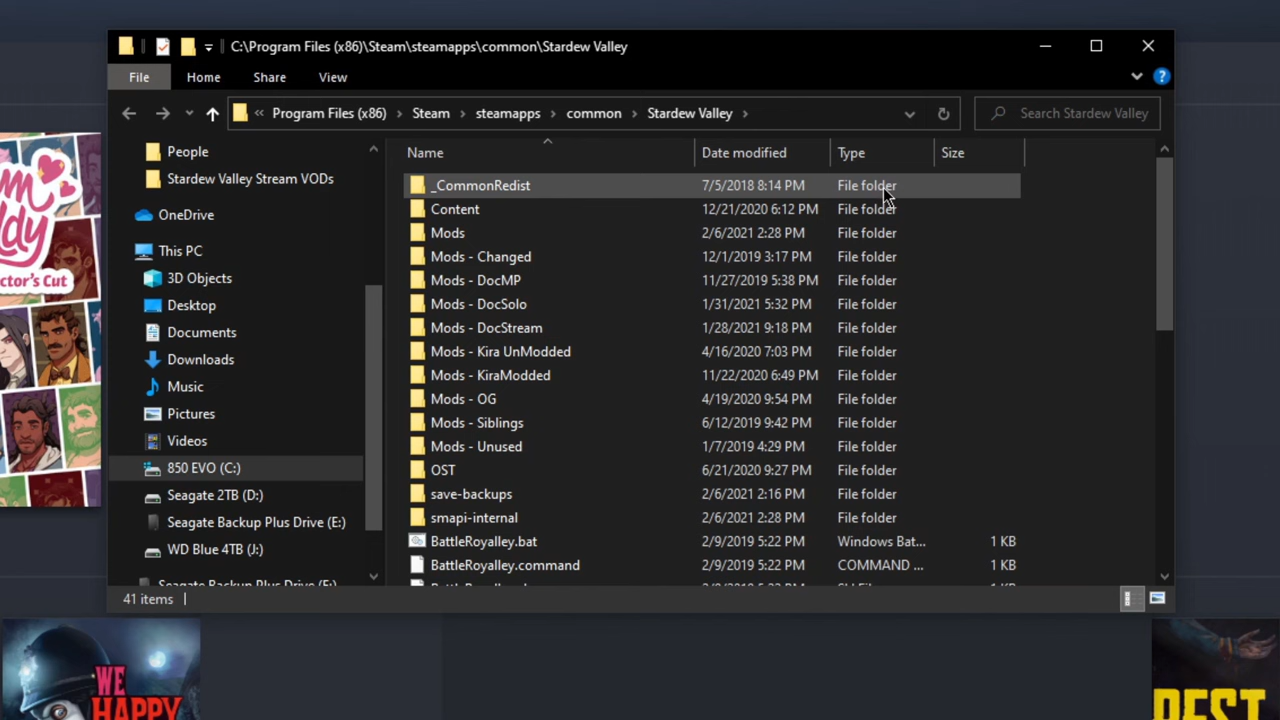 C:\Program Files (x86)\Steam\steamapps\common\Stardew Valley
File Home Share View
« Program Files (x86) > Steam > steamapps > common > Stardew Valley >
Search Stardew Valley
People
Stardew Valley Stream VODs
OneDrive
This PC
3D Objects
Desktop
Documents
Downloads
Music
Pictures
Videos
850 EVO (C:)
Seagate 2TB (D:)
Seagate Backup Plus Drive (E:)
WD Blue 4TB (J:)
Seagate Backup Plus Drive (F:)
Name Date modified Type Size
_CommonRedist 7/5/2018 8:14 PM File folder
Content 12/21/2020 6:12 PM File folder
Mods 2/6/2021 2:28 PM File folder
Mods - Changed 12/1/2019 3:17 PM File folder
Mods - DocMP 11/27/2019 5:38 PM File folder
Mods - DocSolo 1/31/2021 5:32 PM File folder
Mods - DocStream 1/28/2021 9:18 PM File folder
Mods - Kira UnModded 4/16/2020 7:03 PM File folder
Mods - KiraModded 11/22/2020 6:49 PM File folder
Mods - OG 4/19/2020 9:54 PM File folder
Mods - Siblings 6/12/2019 9:42 PM File folder
Mods - Unused 1/7/2019 4:29 PM File folder
OST 6/21/2020 9:27 PM File folder
save-backups 2/6/2021 2:16 PM File folder
smapi-internal 2/6/2021 2:28 PM File folder
BattleRoyalley.bat 2/9/2019 5:22 PM Windows Bat... 1 KB
BattleRoyalley.command 2/9/2019 5:22 PM COMMAND ... 1 KB
41 items
ctor's Cut
WE
HAPPY